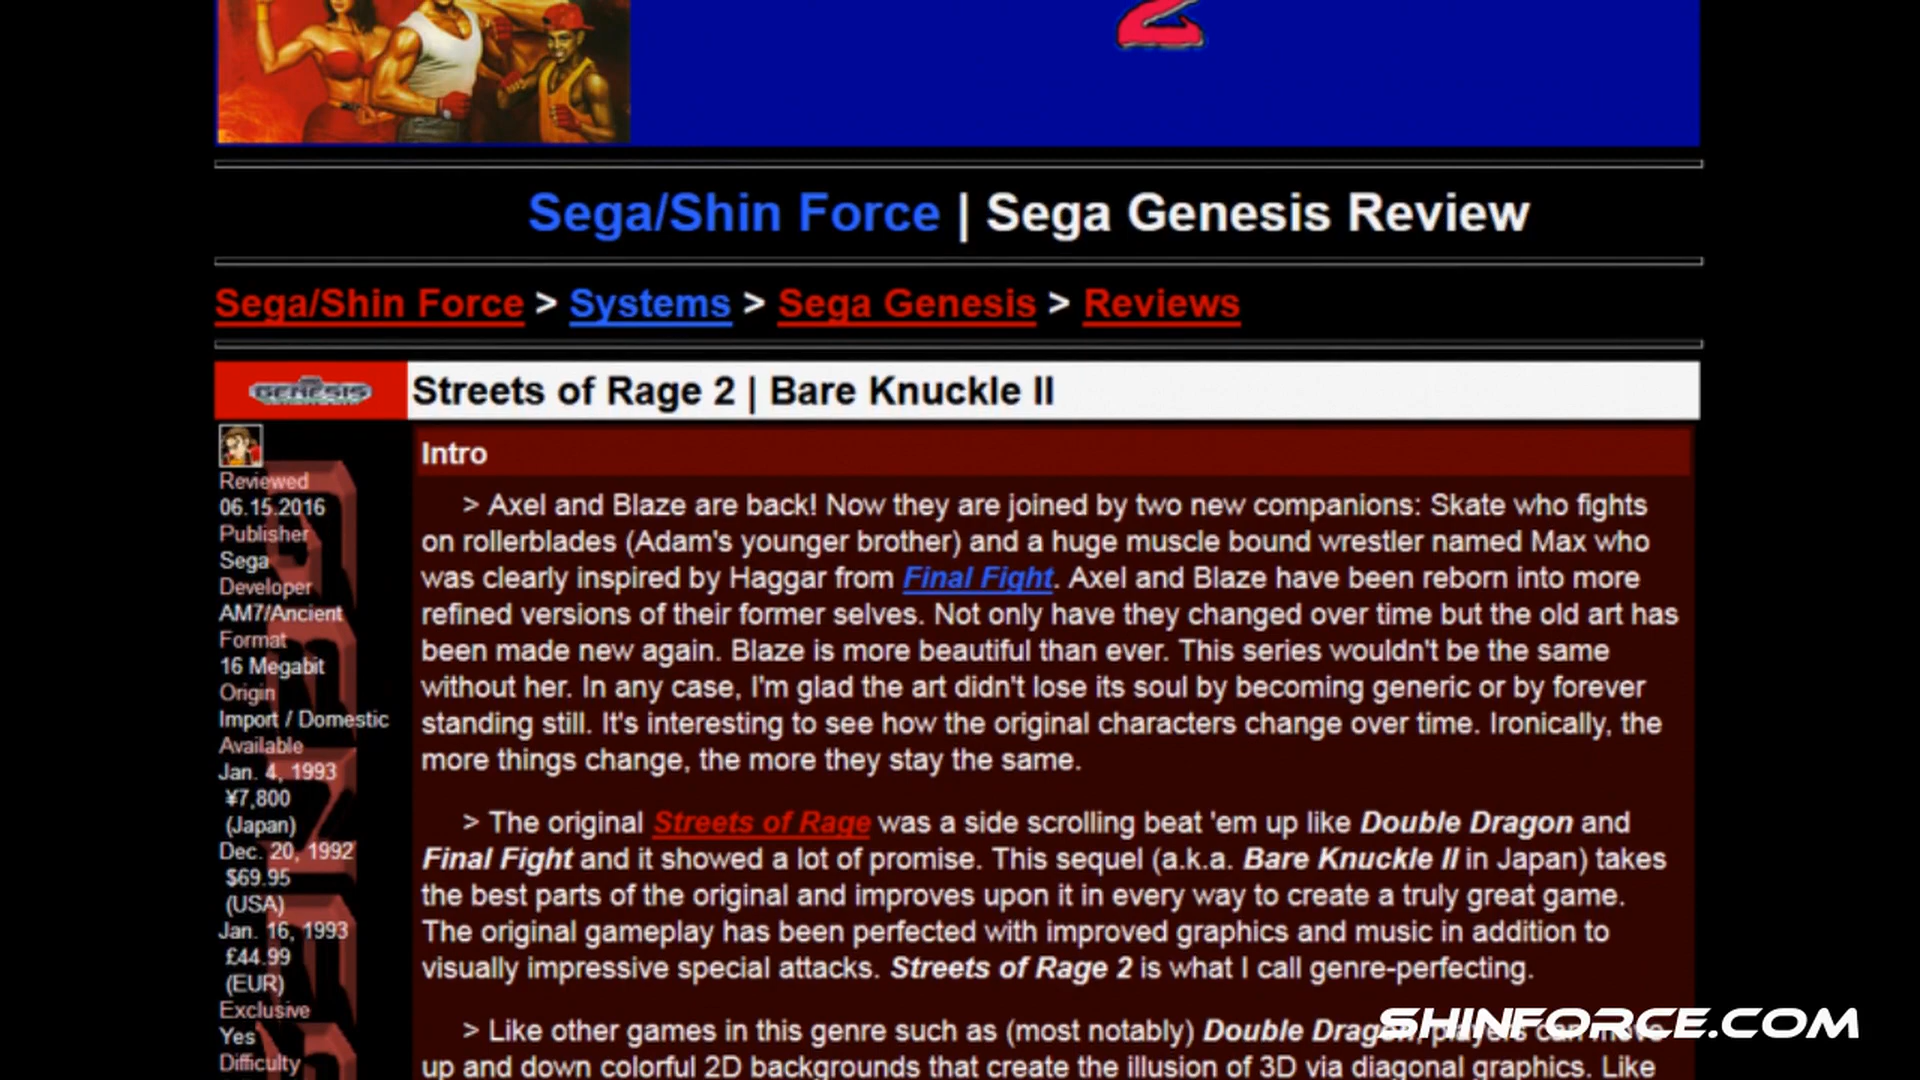 2
Sega/Shin Force | Sega Genesis Review
Sega/Shin Force > Systems > Sega Genesis > Reviews
GENESIS
Streets of Rage 2 | Bare Knuckle II
Reviewed
06.15.2016
Publisher
Sega
Developer
AM7/Ancient
Format
16 Megabit
Origin
Import / Domestic
Available
Jan. 4, 1993
¥7,800
(Japan)
Dec. 20, 1992
$69.95
(USA)
Jan. 16, 1993
£44.99
(EUR)
Exclusive
Yes
Difficulty
Intro
> Axel and Blaze are back! Now they are joined by two new companions: Skate who fights
on rollerblades (Adam's younger brother) and a huge muscle bound wrestler named Max who
was clearly inspired by Haggar from Final Fight. Axel and Blaze have been reborn into more
refined versions of their former selves. Not only have they changed over time but the old art has
been made new again. Blaze is more beautiful than ever. This series wouldn't be the same
without her. In any case, I'm glad the art didn't lose its soul by becoming generic or by forever
standing still. It's interesting to see how the original characters change over time. Ironically, the
more things change, the more they stay the same.
> The original Streets of Rage was a side scrolling beat 'em up like Double Dragon and
Final Fight and it showed a lot of promise. This sequel (a.k.a. Bare Knuckle II in Japan) takes
the best parts of the original and improves upon it in every way to create a truly great game.
The original gameplay has been perfected with improved graphics and music in addition to
visually impressive special attacks. Streets of Rage 2 is what I call genre-perfecting.
> Like other games in this genre such as (most notably) Double Dragon, players can move
up and down colorful 2D backgrounds that create the illusion of 3D via diagonal graphics. Like
SHINFORCE.COM